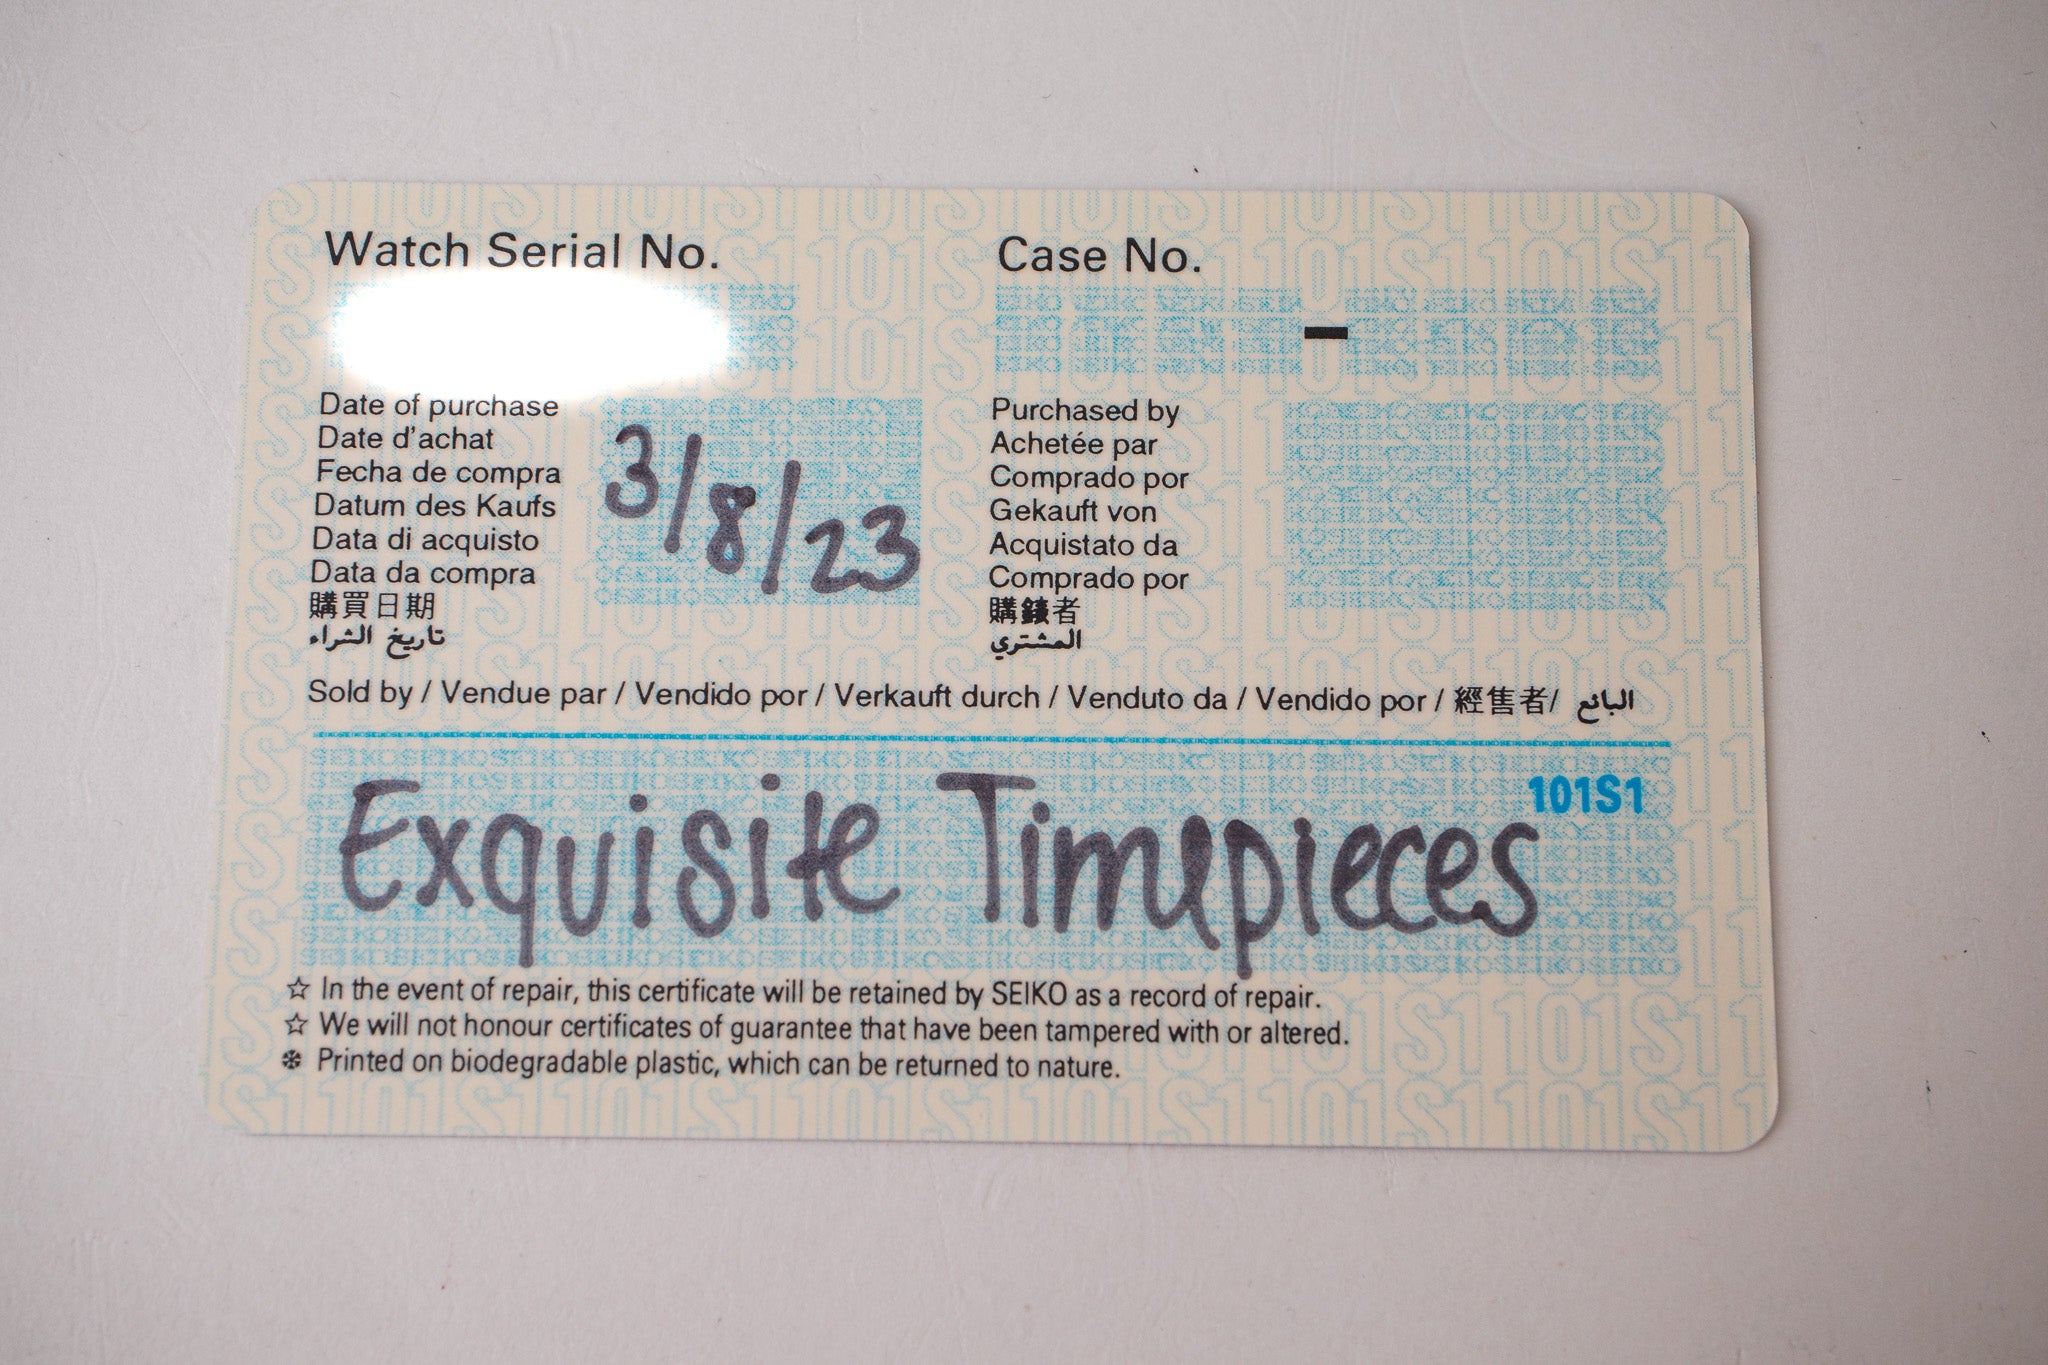 Watch Serial No.
Case No.
-
Date of purchase
Date d'achat
Fecha de compra
Datum des Kaufs
Data di acquisto
Data da compra
購買日期
تاريخ الشراء
3/8/23
Purchased by
Achetée par
Comprado por
Gekauft von
Acquistato da
Comprado por
المشتري
Sold by / Vendue par / Vendido por / Verkauft durch / Venduto da / Vendido por / 經售者/ البائع
101S1
Exquisite Timepieces
☆ In the event of repair, this certificate will be retained by SEIKO as a record of repair.
☆ We will not honour certificates of guarantee that have been tampered with or altered.
❄ Printed on biodegradable plastic, which can be returned to nature.